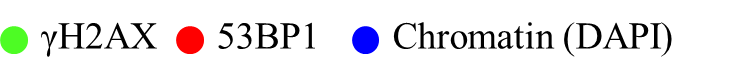 γH2AX 53BP1 Chromatin (DAPI)